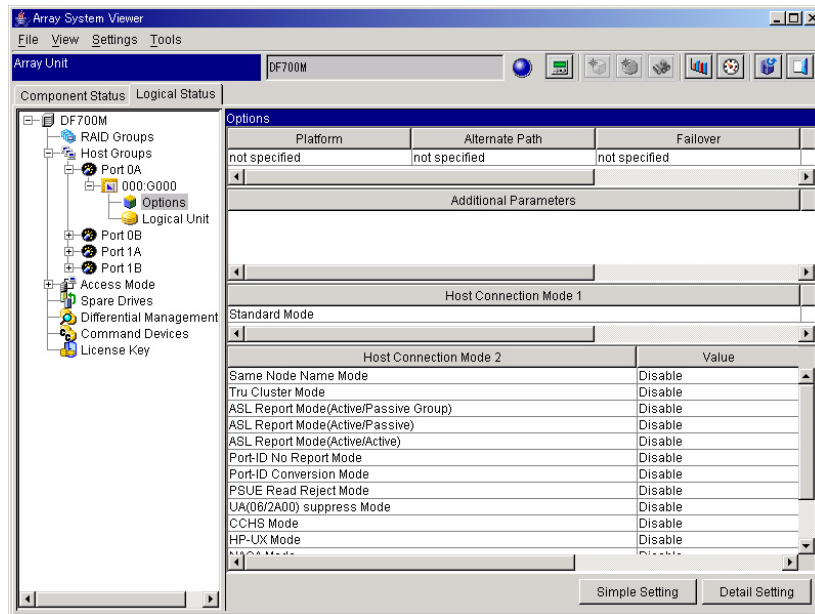 Array System Viewer
File View Settings Tools
Array Unit
DF700M
Component Status Logical Status
DF700M
RAID Groups
Host Groups
Port 0A
000:G000
Options
Logical Unit
Port 0B
Port 1A
Port 1B
Access Mode
Spare Drives
Differential Management
Command Devices
License Key
Options
Platform Alternate Path Failover
not specified not specified not specified
Additional Parameters
Host Connection Mode 1
Standard Mode
Host Connection Mode 2 Value
Same Node Name Mode Disable
Tru Cluster Mode Disable
ASL Report Mode(Active/Passive Group) Disable
ASL Report Mode(Active/Passive) Disable
ASL Report Mode(Active/Active) Disable
Port-ID No Report Mode Disable
Port-ID Conversion Mode Disable
PSUE Read Reject Mode Disable
UA(06/2A00) suppress Mode Disable
CCHS Mode Disable
HP-UX Mode Disable
NACA Mode Disable
Simple Setting Detail Setting